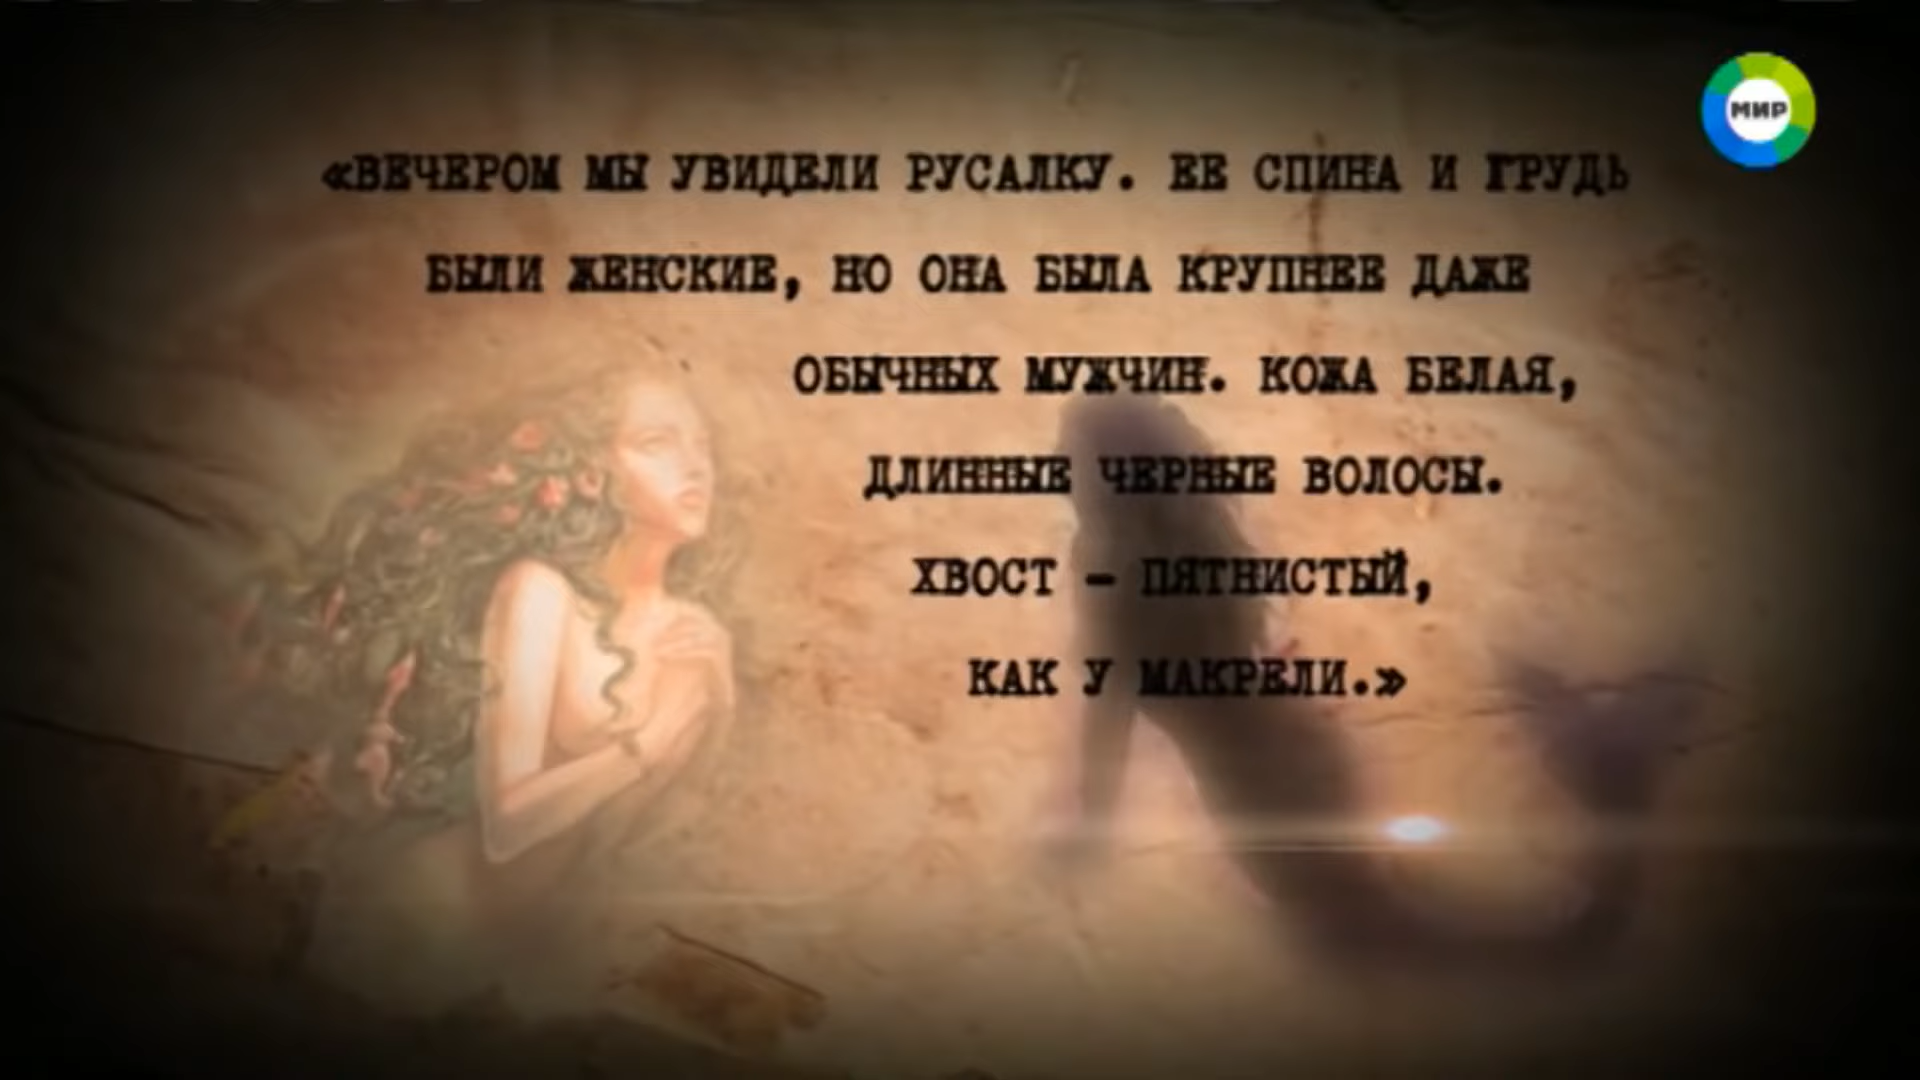 МИР
«ВЕЧЕРОМ МЫ УВИДЕЛИ РУСАЛКУ. ЕЕ СПИНА И ГРУДЬ
БЫЛИ ЖЕНСКИЕ, НО ОНА БЫЛА КРУПНЕЕ ДАЖЕ
ОБЫЧНЫХ МУЖЧИН. КОЖА БЕЛАЯ,
ДЛИННЫЕ ЧЕРНЫЕ ВОЛОСЫ.
ХВОСТ – ПЯТНИСТЫЙ,
КАК У МАКРЕЛИ.»